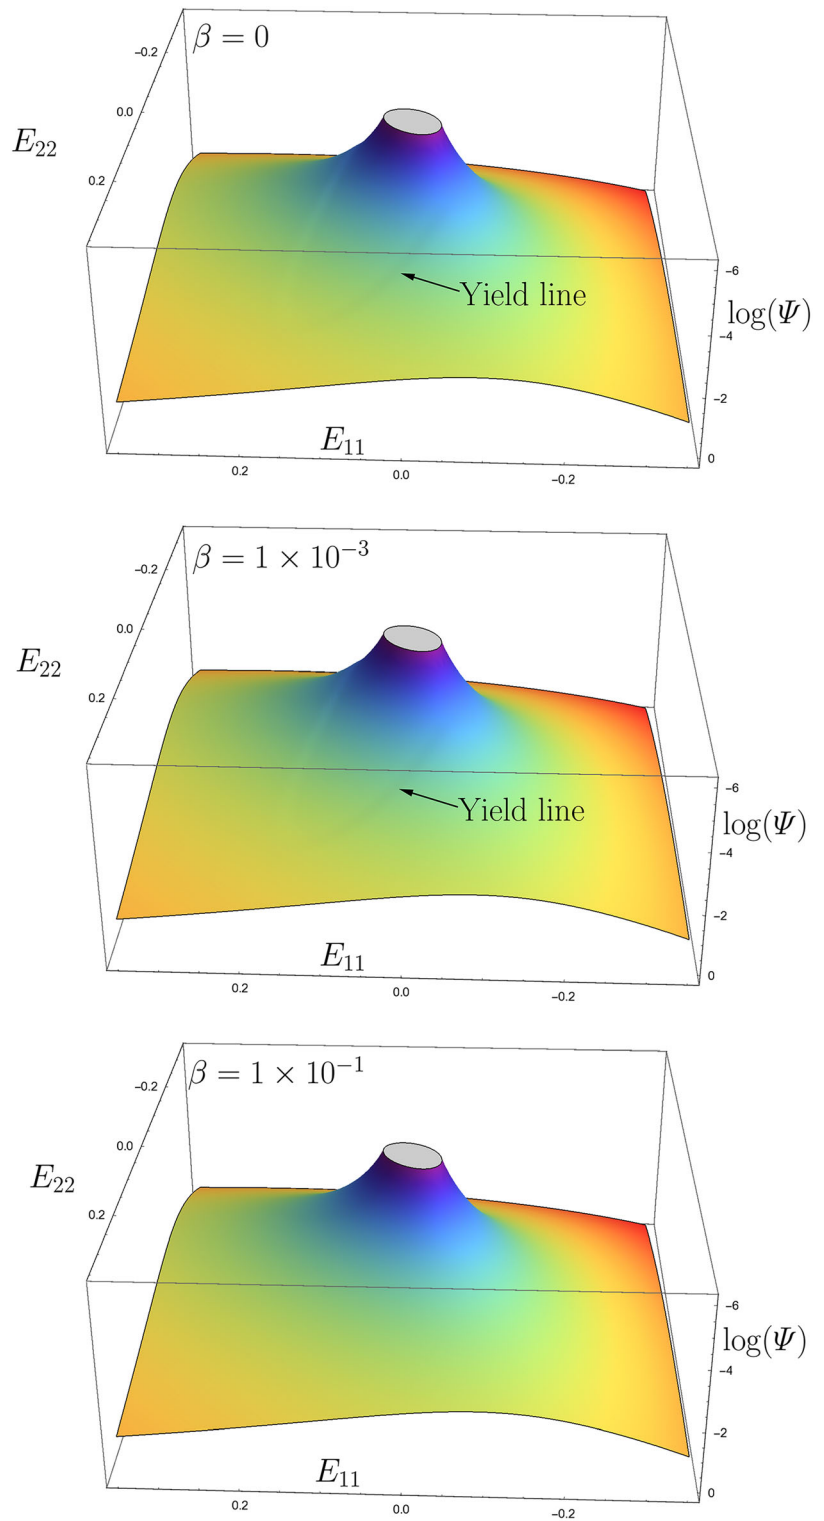 β = 0
−0.2
0.0
E₂₂
0.2
−6
Yield line
log(Ψ)
−4
−2
E₁₁
0
0.2
0.0
−0.2
β = 1 × 10⁻³
−0.2
0.0
E₂₂
0.2
−6
Yield line
log(Ψ)
−4
−2
E₁₁
0
0.2
0.0
−0.2
β = 1 × 10⁻¹
−0.2
0.0
E₂₂
0.2
−6
log(Ψ)
−4
−2
E₁₁
0
0.2
0.0
−0.2